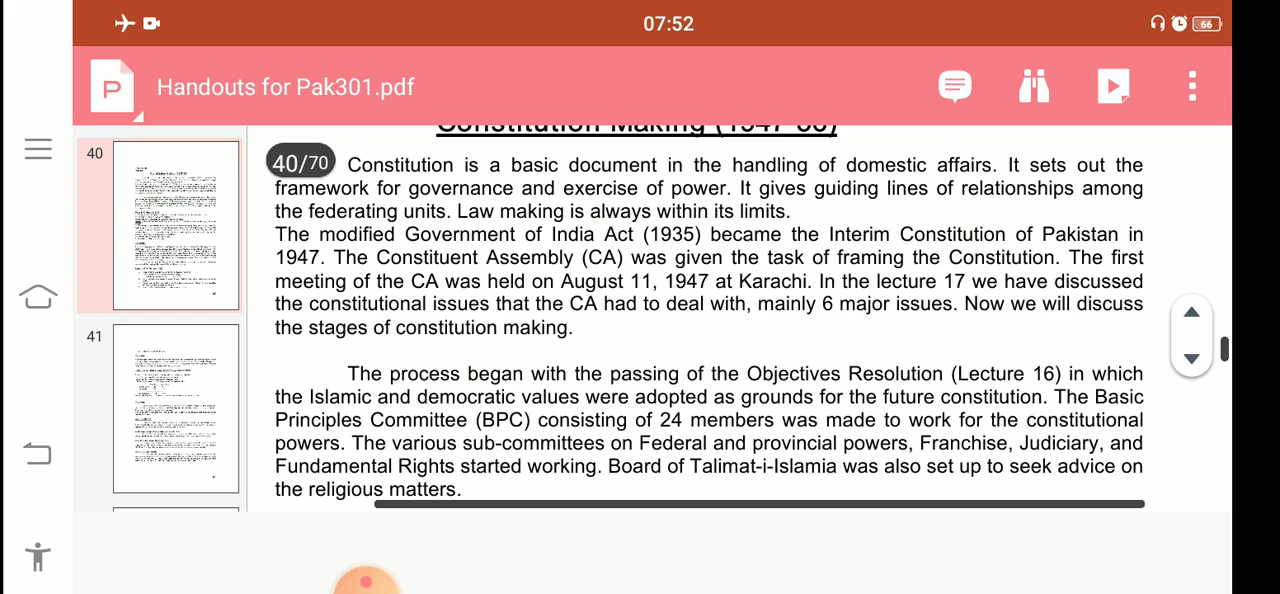 07:52
66
P
Handouts for Pak301.pdf
40
41
Constitution Making (1947-
40/70
Constitution is a basic document in the handling of domestic affairs. It sets out the
framework for governance and exercise of power. It gives guiding lines of relationships among
the federating units. Law making is always within its limits.
The modified Government of India Act (1935) became the Interim Constitution of Pakistan in
1947. The Constituent Assembly (CA) was given the task of framing the Constitution. The first
meeting of the CA was held on August 11, 1947 at Karachi. In the lecture 17 we have discussed
the constitutional issues that the CA had to deal with, mainly 6 major issues. Now we will discuss
the stages of constitution making.
The process began with the passing of the Objectives Resolution (Lecture 16) in which
the Islamic and democratic values were adopted as grounds for the future constitution. The Basic
Principles Committee (BPC) consisting of 24 members was made to work for the constitutional
powers. The various sub-committees on Federal and provincial powers, Franchise, Judiciary, and
Fundamental Rights started working. Board of Talimat-i-Islamia was also set up to seek advice on
the religious matters.